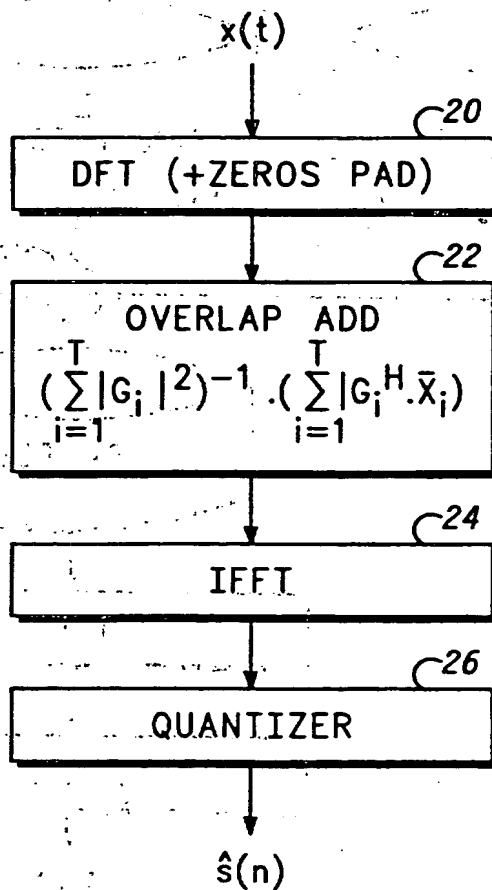 x(t)
20
DFT (+ZEROS PAD)
22
OVERLAP ADD
(∑_{i=1}^{T}|G_i|²)⁻¹ .(∑_{i=1}^{T}|G_i^H.X̄_i)
24
IFFT
26
QUANTIZER
ŝ(n)